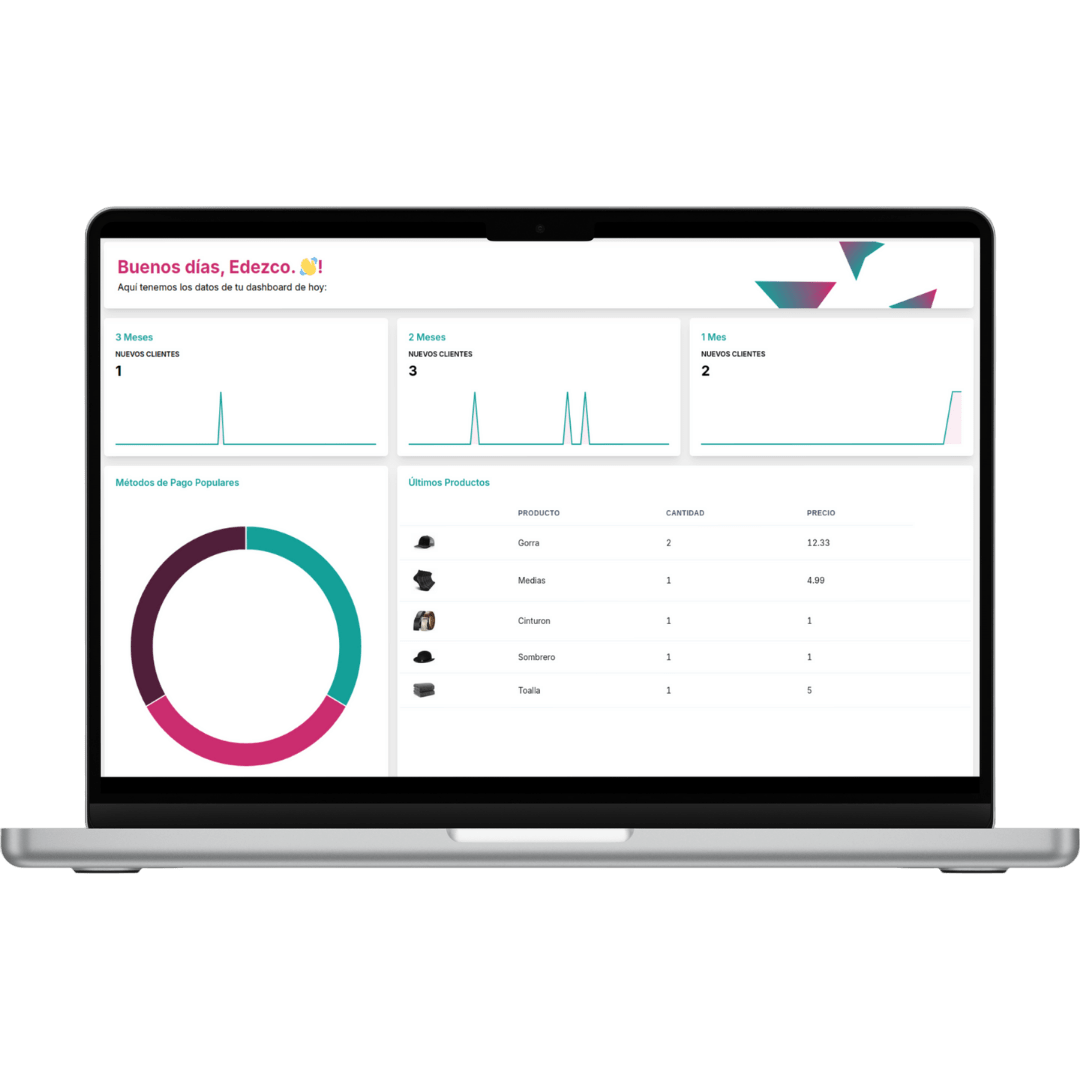 Buenos días, Edezco. 👋!
Aquí tenemos los datos de tu dashboard de hoy:
3 Meses
NUEVOS CLIENTES
1
2 Meses
NUEVOS CLIENTES
3
1 Mes
NUEVOS CLIENTES
2
Métodos de Pago Populares
Últimos Productos
PRODUCTO CANTIDAD PRECIO
Gorra 2 12.33
Medias 1 4.99
Cinturon 1 1
Sombrero 1 1
Toalla 1 5